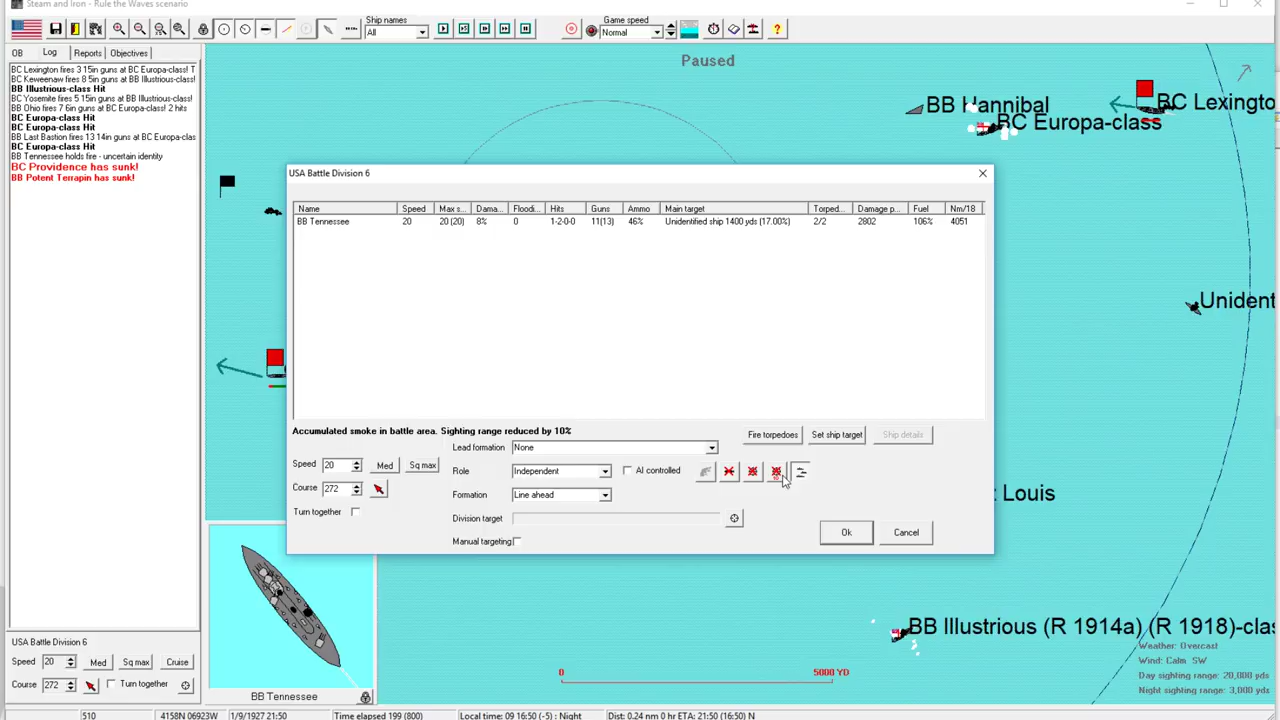 Steam and Iron - Rule the Waves scenario
Ship names
All
Game speed
Normal
OB Log Reports Objectives
BC Lexington fires 3 15in guns at BC Europa-class! T
BC Keweenaw fires 8 5in guns at BB Illustrious-class!
BB Illustrious-class Hit
BC Yosemite fires 5 15in guns at BB Illustrious-class!
BB Ohio fires 7 6in guns at BC Europa-class! 2 hits
BC Europa-class Hit
BC Europa-class Hit
BB Last Bastion fires 13 14in guns at BC Europa-clas
BC Europa-class Hit
BB Tennessee holds fire - uncertain identity
BC Providence has sunk!
BB Potent Terrapin has sunk!
Paused
BB Hannibal
BC Lexingto
BC Europa-class
Unident
t Louis
BB Illustrious (R 1914a) (R 1918)-clas
USA Battle Division 6
Name Speed Max s... Dama... Floodi... Hits Guns Ammo Main target Torped... Damage p... Fuel Nm/18
BB Tennessee 20 20 (20) 8% 0 1-2-0-0 11(13) 46% Unidentified ship 1400 yds (17.00%) 2/2 2802 106% 4051
Accumulated smoke in battle area. Sighting range reduced by 10%
Speed 20 Med Sq max
Course 272
Turn together
Lead formation None
Role Independent AI controlled
Formation Line ahead
Division target
Manual targeting
Fire torpedoes Set ship target Ship details
Ok Cancel
USA Battle Division 6
Speed 20 Med Sq max Cruise
Course 272 Turn together
BB Tennessee
0 5000 YD
Weather: Overcast
Wind: Calm SW
Day sighting range: 20,000 yds
Night sighting range: 3,000 yds
510 4158N 06923W 1/9/1927 21:50 Time elapsed 199 (800) Local time: 09 16:50 (-5) : Night Dist: 0.24 nm 0 hr ETA: 21:50 (16:50) N